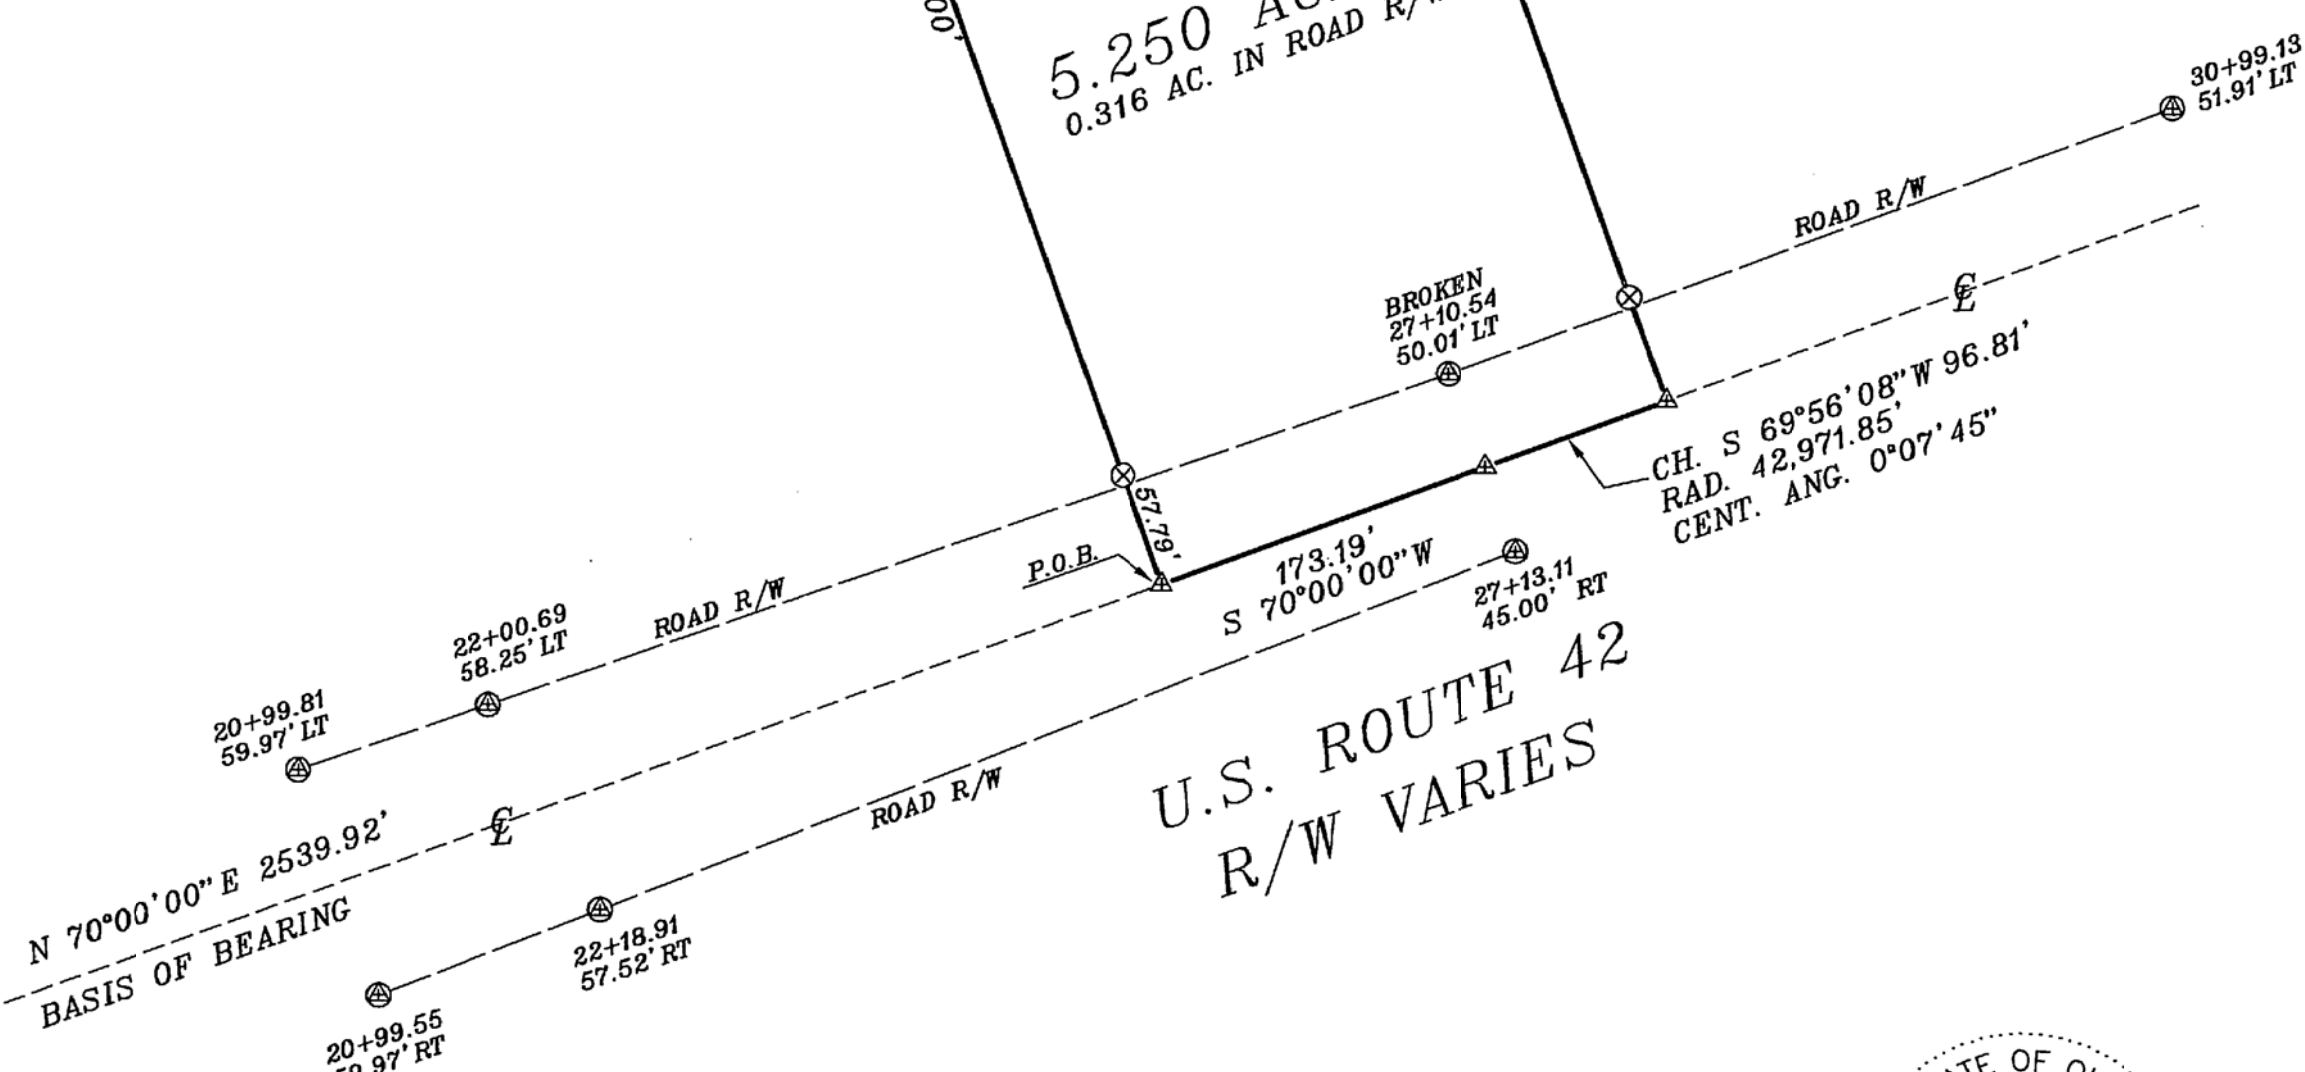 00'
5.250
0.316 AC. IN ROAD R/
30+99.13
51.91' LT
ROAD R/W
BROKEN
27+10.54
50.01' LT
℄
CH. S 69°56'08" W 96.81'
RAD. 42,971.85'
CENT. ANG. 0°07'45"
57.79'
P.O.B.
173.19'
S 70°00'00" W
27+13.11
45.00' RT
22+00.69
58.25' LT
ROAD R/W
20+99.81
59.97' LT
U.S. ROUTE 42
R/W VARIES
ROAD R/W
℄
N 70°00'00" E 2539.92'
BASIS OF BEARING
22+18.91
57.52' RT
20+99.55
.97' RT
TE OF O